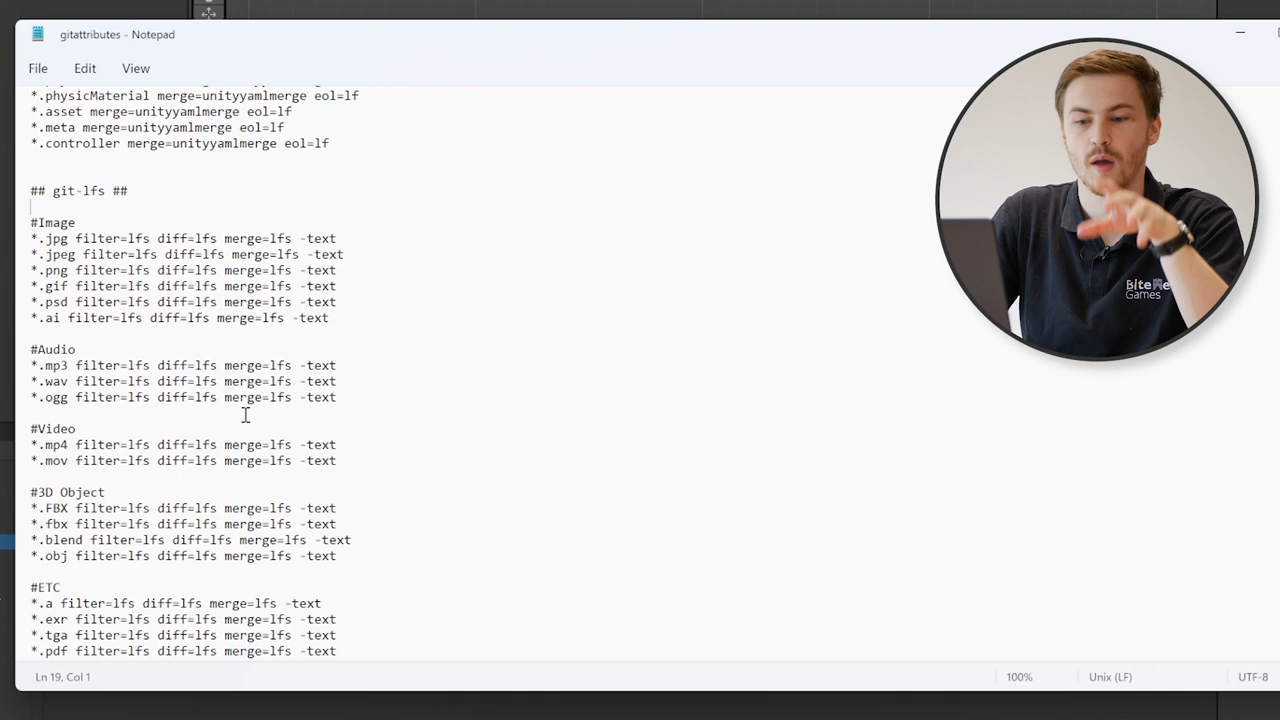 gitattributes - Notepad
File Edit View
*.physicMaterial merge=unityyamlmerge eol=lf
*.asset merge=unityyamlmerge eol=lf
*.meta merge=unityyamlmerge eol=lf
*.controller merge=unityyamlmerge eol=lf
## git-lfs ##
#Image
*.jpg filter=lfs diff=lfs merge=lfs -text
*.jpeg filter=lfs diff=lfs merge=lfs -text
*.png filter=lfs diff=lfs merge=lfs -text
*.gif filter=lfs diff=lfs merge=lfs -text
*.psd filter=lfs diff=lfs merge=lfs -text
*.ai filter=lfs diff=lfs merge=lfs -text
#Audio
*.mp3 filter=lfs diff=lfs merge=lfs -text
*.wav filter=lfs diff=lfs merge=lfs -text
*.ogg filter=lfs diff=lfs merge=lfs -text
#Video
*.mp4 filter=lfs diff=lfs merge=lfs -text
*.mov filter=lfs diff=lfs merge=lfs -text
#3D Object
*.FBX filter=lfs diff=lfs merge=lfs -text
*.fbx filter=lfs diff=lfs merge=lfs -text
*.blend filter=lfs diff=lfs merge=lfs -text
*.obj filter=lfs diff=lfs merge=lfs -text
#ETC
*.a filter=lfs diff=lfs merge=lfs -text
*.exr filter=lfs diff=lfs merge=lfs -text
*.tga filter=lfs diff=lfs merge=lfs -text
*.pdf filter=lfs diff=lfs merge=lfs -text
Ln 19, Col 1 100% Unix (LF) UTF-8
BiteMe
Games